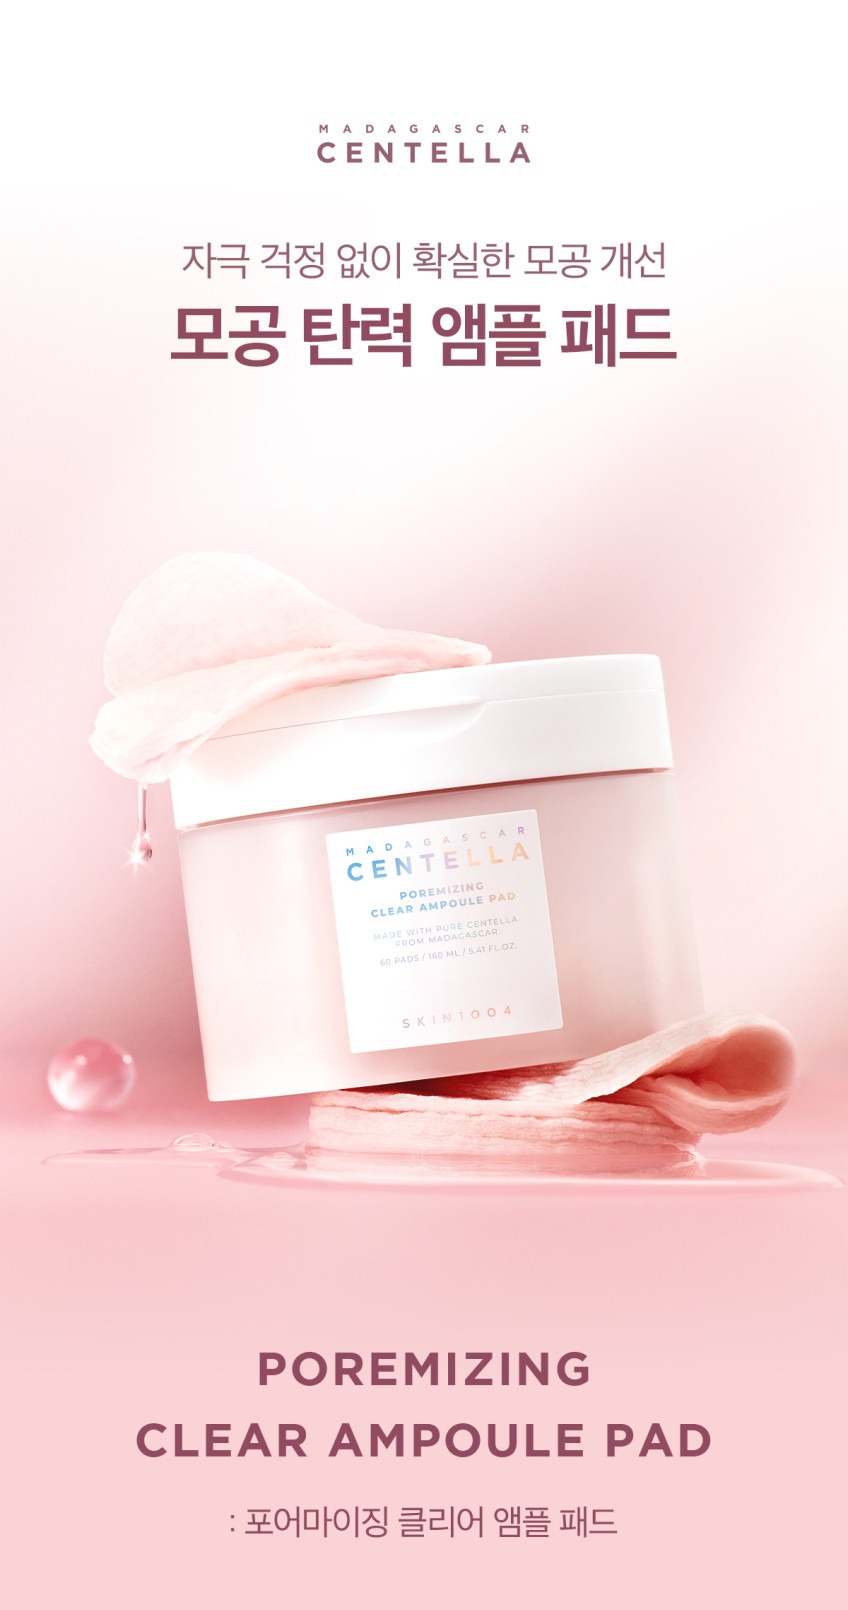 MADAGASCAR
CENTELLA
자극 걱정 없이 확실한 모공 개선
모공 탄력 앰플 패드
MADAGASCAR
CENTELLA
POREMIZING
CLEAR AMPOULE PAD
MADE WITH PURE CENTELLA
FROM MADAGASCAR
60 PADS / 160 ML / 5.41 FL.OZ.
SKIN1004
POREMIZING
CLEAR AMPOULE PAD
: 포어마이징 클리어 앰플 패드